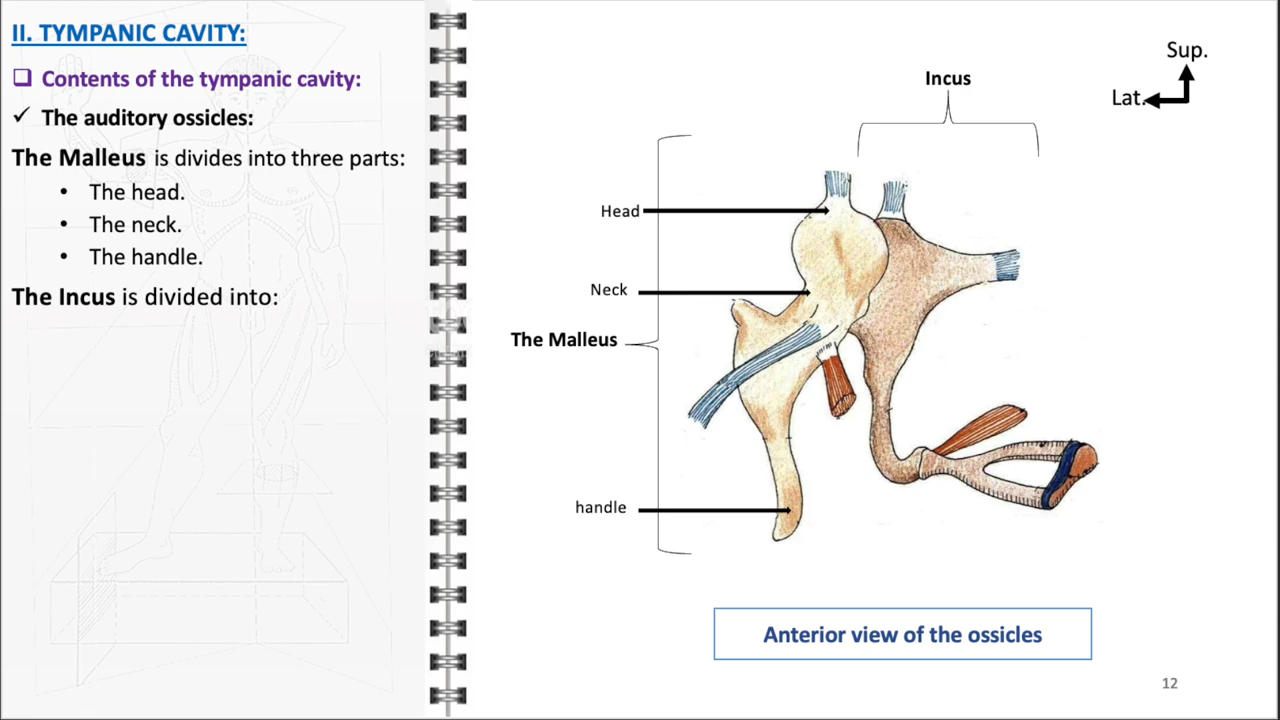 II. TYMPANIC CAVITY:
❑ Contents of the tympanic cavity:
✓ The auditory ossicles:
The Malleus is divides into three parts:
• The head.
• The neck.
• The handle.
The Incus is divided into:
Sup.
Lat.
Incus
Head
Neck
The Malleus
handle
Anterior view of the ossicles
12